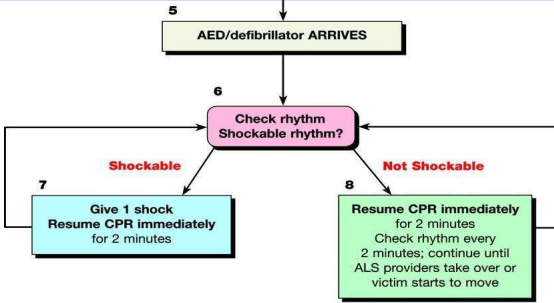 5
AED/defibrillator ARRIVES
6
Check rhythm
Shockable rhythm?
Shockable
Not Shockable
7
Give 1 shock
Resume CPR immediately
for 2 minutes
8
Resume CPR immediately
for 2 minutes
Check rhythm every
2 minutes; continue until
ALS providers take over or
victim starts to move